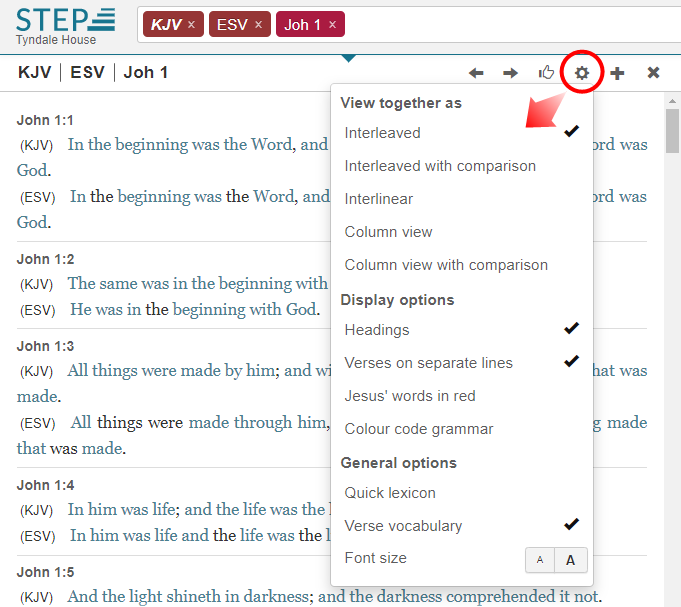 STEP
Tyndale House
KJV × ESV × Joh 1 ×
KJV | ESV | Joh 1
John 1:1
(KJV) In the beginning was the Word, and
ord was
God.
(ESV) In the beginning was the Word, and
ord was
God.
John 1:2
(KJV) The same was in the beginning with
(ESV) He was in the beginning with God.
John 1:3
(KJV) All things were made by him; and wi
hat was
made.
(ESV) All things were made through him,
g made
that was made.
John 1:4
(KJV) In him was life; and the life was the
(ESV) In him was life and the life was the
John 1:5
(KJV) And the light shineth in darkness; and the darkness comprehended it not.
View together as
Interleaved
Interleaved with comparison
Interlinear
Column view
Column view with comparison
Display options
Headings
Verses on separate lines
Jesus' words in red
Colour code grammar
General options
Quick lexicon
Verse vocabulary
Font size A A